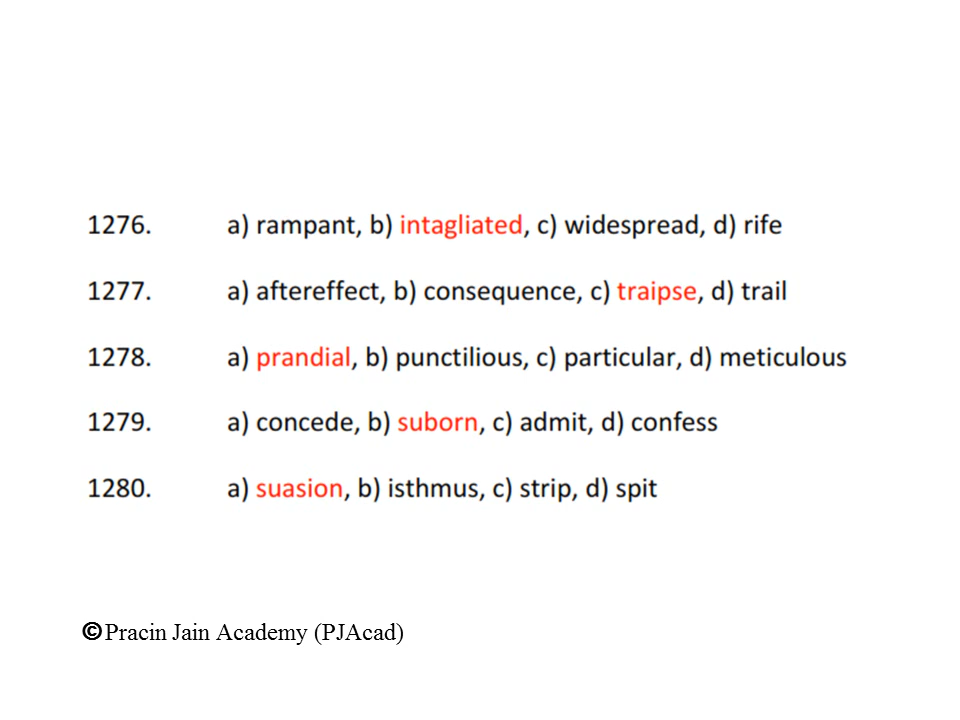 1276. a) rampant, b) intagliated, c) widespread, d) rife
1277. a) aftereffect, b) consequence, c) traipse, d) trail
1278. a) prandial, b) punctilious, c) particular, d) meticulous
1279. a) concede, b) suborn, c) admit, d) confess
1280. a) suasion, b) isthmus, c) strip, d) spit
©Pracin Jain Academy (PJAcad)